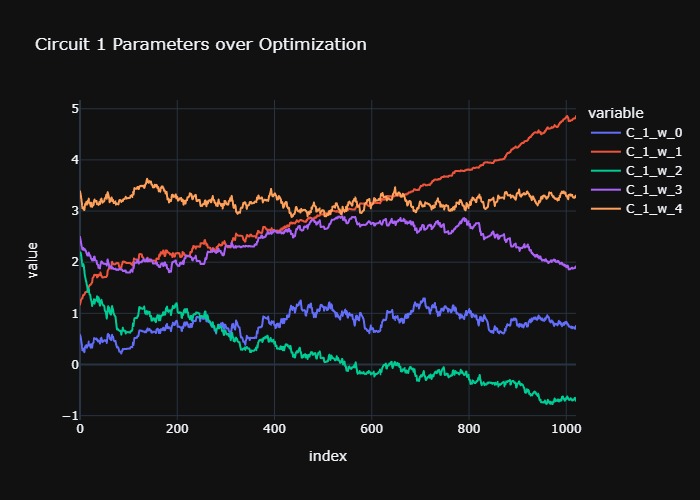 Circuit 1 Parameters over Optimization
variable
C_1_w_0
C_1_w_1
C_1_w_2
C_1_w_3
C_1_w_4
value
5
4
3
2
1
0
−1
0 200 400 600 800 1000
index